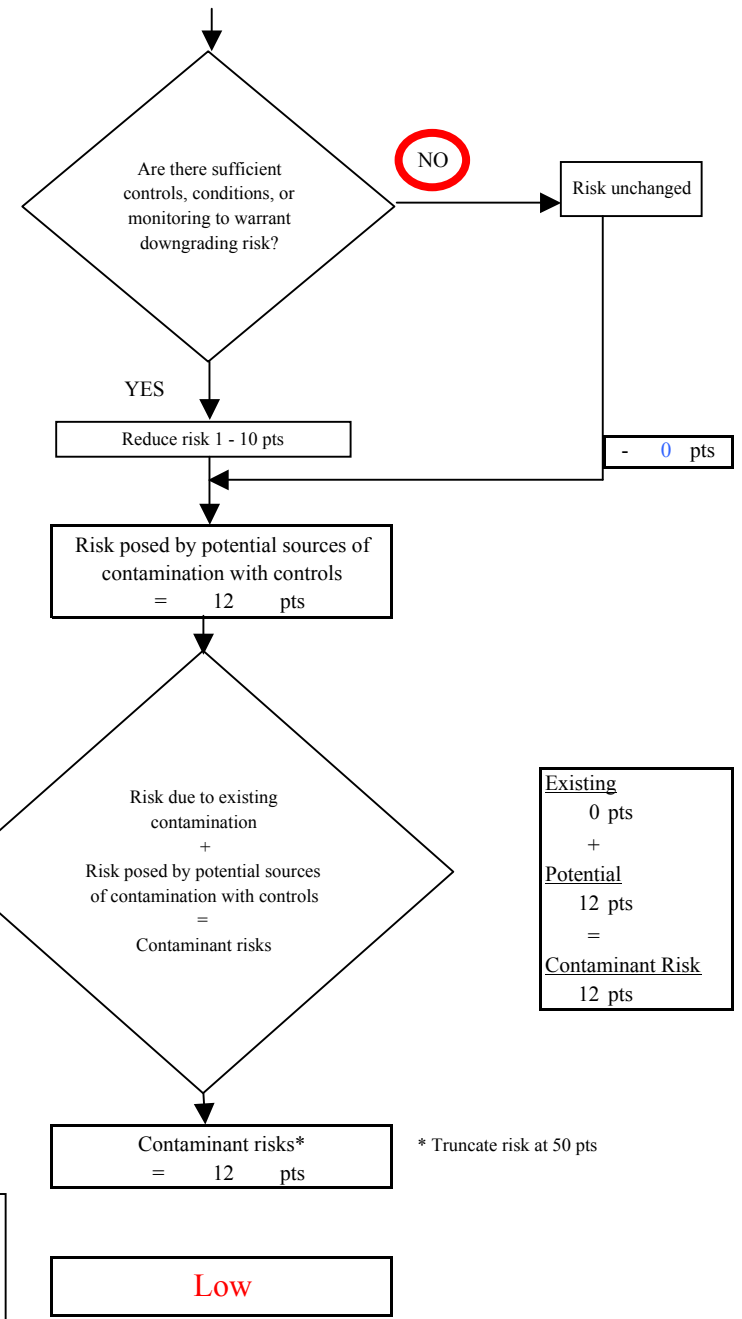 Are there sufficient
controls, conditions, or
monitoring to warrant
downgrading risk?
NO
Risk unchanged
YES
Reduce risk 1 - 10 pts
- 0 pts
Risk posed by potential sources of
contamination with controls
= 12 pts
Risk due to existing
contamination
+
Risk posed by potential sources
of contamination with controls
=
Contaminant risks
Existing
0 pts
+
Potential
12 pts
=
Contaminant Risk
12 pts
Contaminant risks*
= 12 pts
* Truncate risk at 50 pts
Low